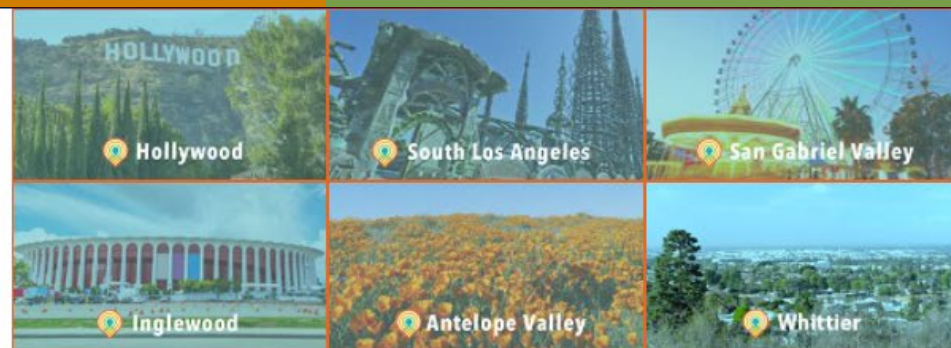 HOLLYWOOD
Hollywood
South Los Angeles
San Gabriel Valley
Inglewood
Antelope Valley
Whittier